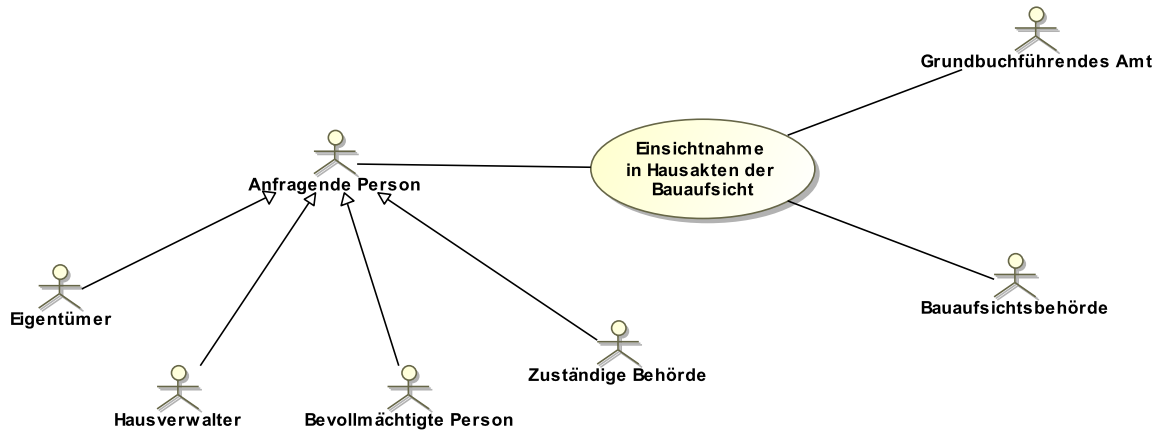 Grundbuchführendes Amt
Einsichtnahme
in Hausakten der
Bauaufsicht
Anfragende Person
Bauaufsichtsbehörde
Eigentümer
Zuständige Behörde
Hausverwalter
Bevollmächtigte Person